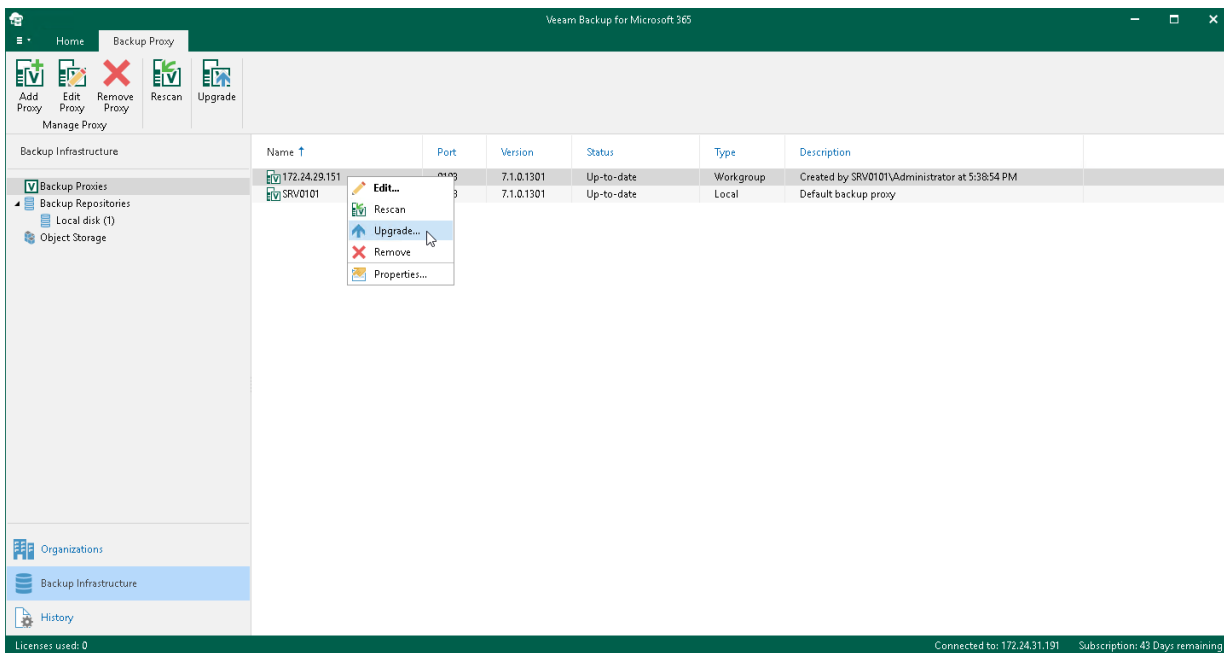 Veeam Backup for Microsoft 365
Home Backup Proxy
Add Proxy Edit Proxy Remove Proxy Rescan Upgrade
Manage Proxy
Backup Infrastructure
Backup Proxies
Backup Repositories
Local disk (1)
Object Storage
Name Port Version Status Type Description
172.24.29.151 7.1.0.1301 Up-to-date Workgroup Created by SRV0101\Administrator at 5:38:54 PM
SRV0101 7.1.0.1301 Up-to-date Local Default backup proxy
Edit...
Rescan
Upgrade...
Remove
Properties...
Organizations
Backup Infrastructure
History
Licenses used: 0 Connected to: 172.24.31.191 Subscription: 43 Days remaining